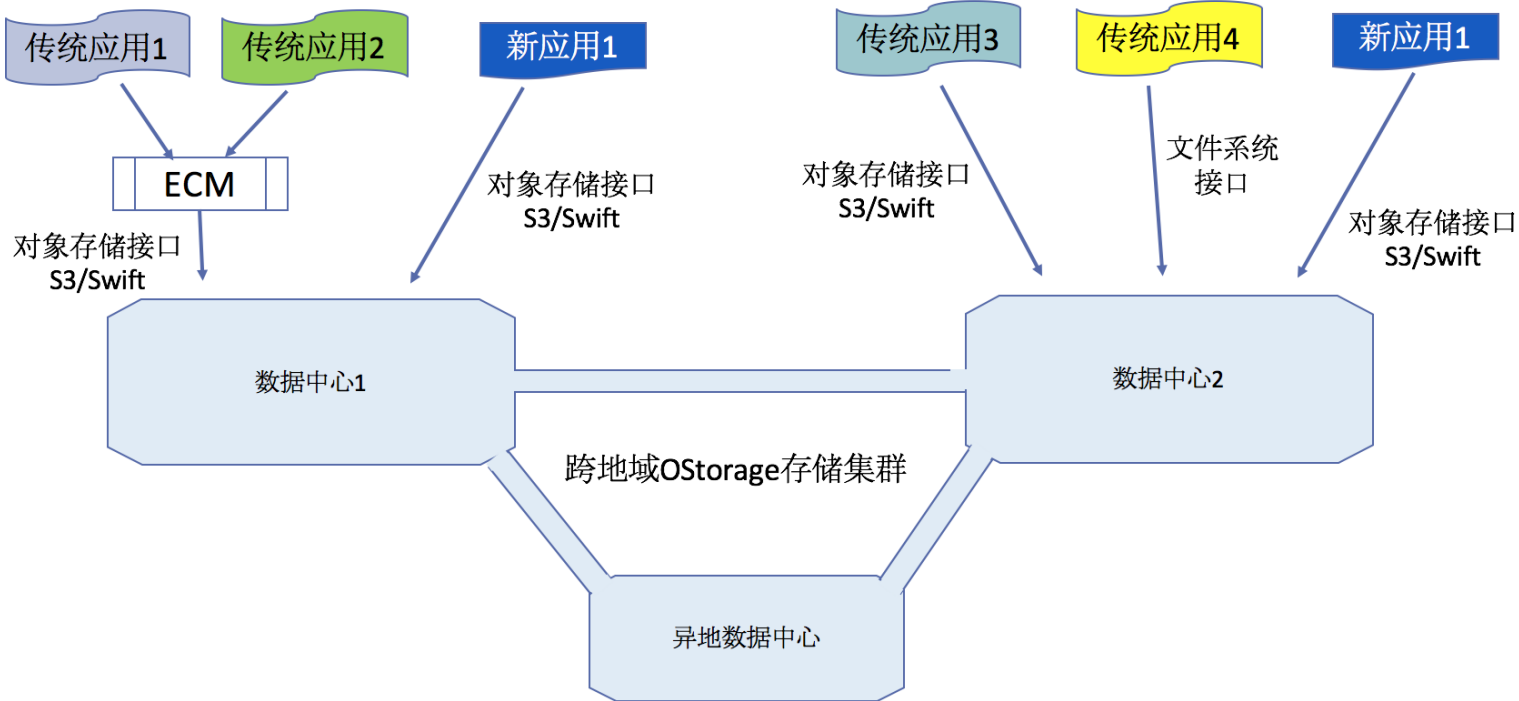 传统应用1
传统应用2
新应用1
传统应用3
传统应用4
新应用1
ECM
对象存储接口
S3/Swift
对象存储接口
S3/Swift
对象存储接口
S3/Swift
文件系统
接口
对象存储接口
S3/Swift
数据中心1
数据中心2
跨地域OStorage存储集群
异地数据中心